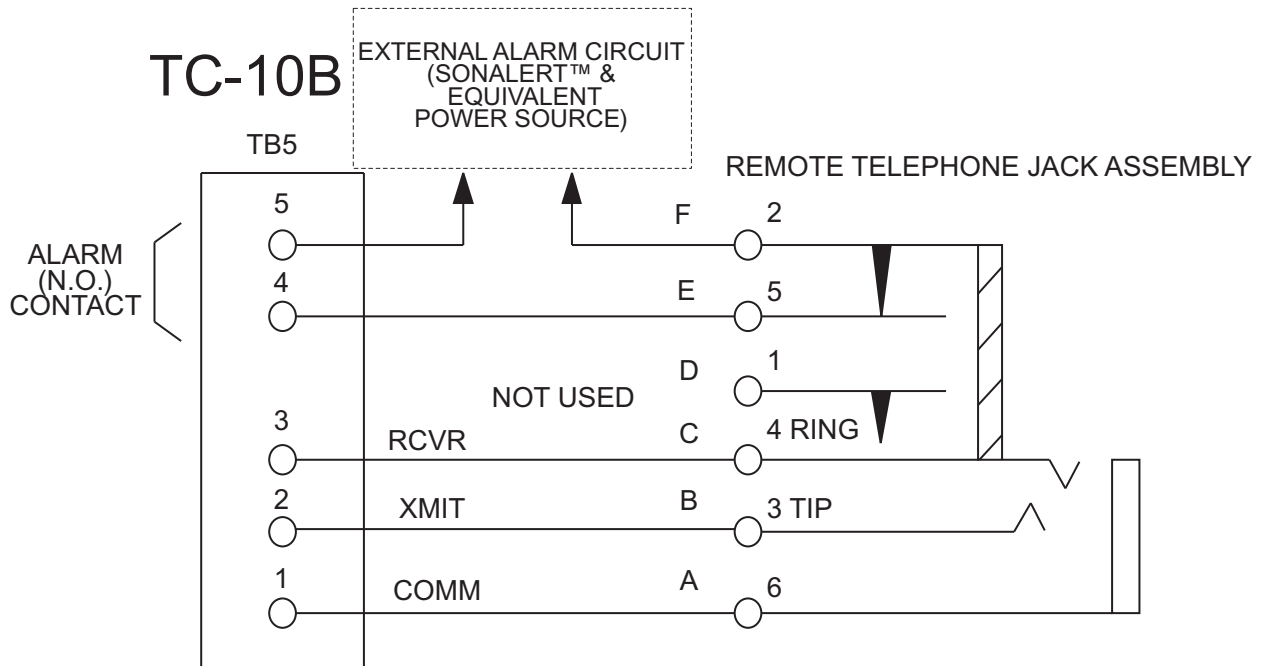 TC-10B
EXTERNAL ALARM CIRCUIT
(SONALERT™ &
EQUIVALENT
POWER SOURCE)
TB5
REMOTE TELEPHONE JACK ASSEMBLY
5
F
2
ALARM
(N.O.)
CONTACT
4
E
5
D
1
NOT USED
3
RCVR
C
4 RING
2
XMIT
B
3 TIP
1
COMM
A
6